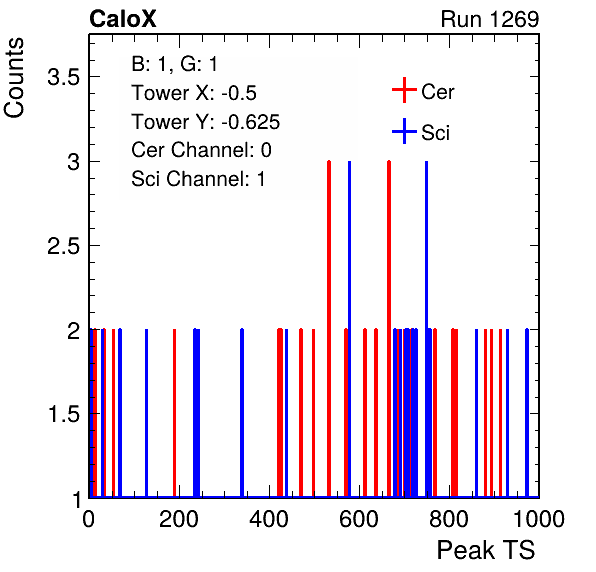 CaloX Run 1269
Counts
B: 1, G: 1
Tower X: -0.5
Tower Y: -0.625
Cer Channel: 0
Sci Channel: 1
Cer
Sci
3.5
3
2.5
2
1.5
1
0 200 400 600 800 1000
Peak TS